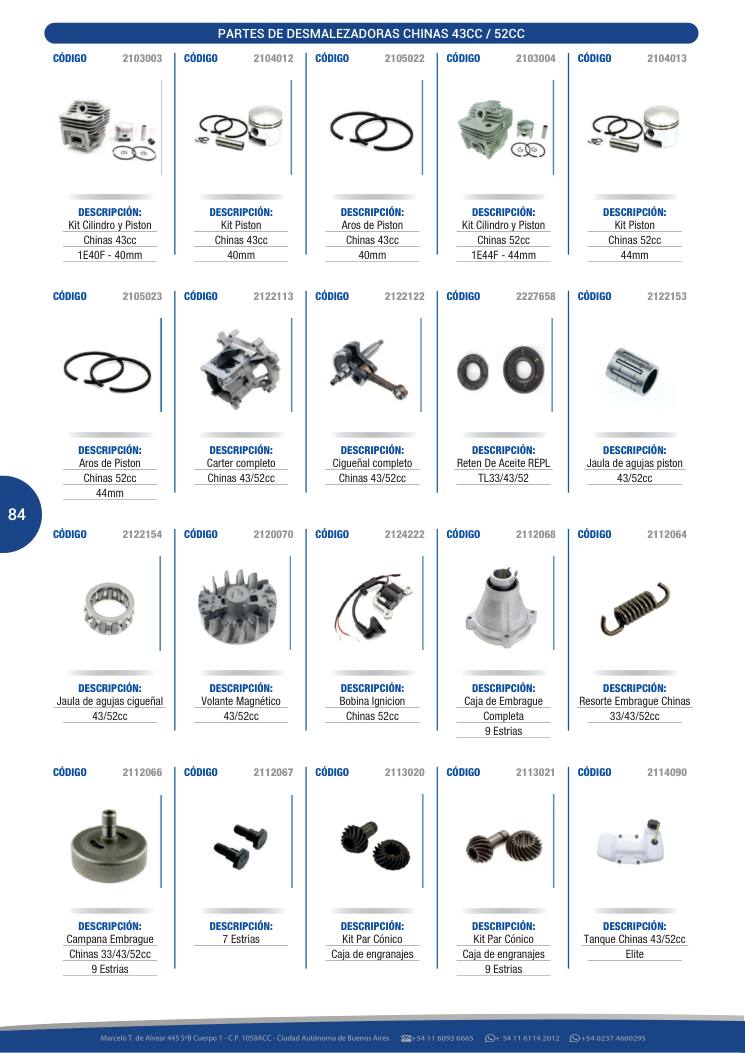 PARTES DE DESMALEZADORAS CHINAS 43CC / 52CC
CÓDIGO 2103003
DESCRIPCIÓN:
Kit Cilindro y Piston
Chinas 43cc
1E40F - 40mm
CÓDIGO 2104012
DESCRIPCIÓN:
Kit Piston
Chinas 43cc
40mm
CÓDIGO 2105022
DESCRIPCIÓN:
Aros de Piston
Chinas 43cc
40mm
CÓDIGO 2103004
DESCRIPCIÓN:
Kit Cilindro y Piston
Chinas 52cc
1E44F - 44mm
CÓDIGO 2104013
DESCRIPCIÓN:
Kit Piston
Chinas 52cc
44mm
CÓDIGO 2105023
DESCRIPCIÓN:
Aros de Piston
Chinas 52cc
44mm
CÓDIGO 2122113
DESCRIPCIÓN:
Carter completo
Chinas 43/52cc
CÓDIGO 2122122
DESCRIPCIÓN:
Cigueñal completo
Chinas 43/52cc
CÓDIGO 2227658
DESCRIPCIÓN:
Reten De Aceite REPL
TL33/43/52
CÓDIGO 2122153
DESCRIPCIÓN:
Jaula de agujas piston
43/52cc
84
CÓDIGO 2122154
DESCRIPCIÓN:
Jaula de agujas cigueñal
43/52cc
CÓDIGO 2120070
DESCRIPCIÓN:
Volante Magnético
43/52cc
CÓDIGO 2124222
DESCRIPCIÓN:
Bobina Ignicion
Chinas 52cc
CÓDIGO 2112068
DESCRIPCIÓN:
Caja de Embrague
Completa
9 Estrias
CÓDIGO 2112064
DESCRIPCIÓN:
Resorte Embrague Chinas
33/43/52cc
CÓDIGO 2112066
DESCRIPCIÓN:
Campana Embrague
Chinas 33/43/52cc
9 Estrias
CÓDIGO 2112067
DESCRIPCIÓN:
7 Estrias
CÓDIGO 2113020
DESCRIPCIÓN:
Kit Par Cónico
Caja de engranajes
CÓDIGO 2113021
DESCRIPCIÓN:
Kit Par Cónico
Caja de engranajes
9 Estrias
CÓDIGO 2114090
DESCRIPCIÓN:
Tanque Chinas 43/52cc
Elite
Marcelo T. de Alvear 445 5ºB Cuerpo 1 - C.P. 1058ACC - Ciudad Autónoma de Buenos Aires. +54 11 6093 6665 + 54 11 6114 2012 +54 0237 4660295